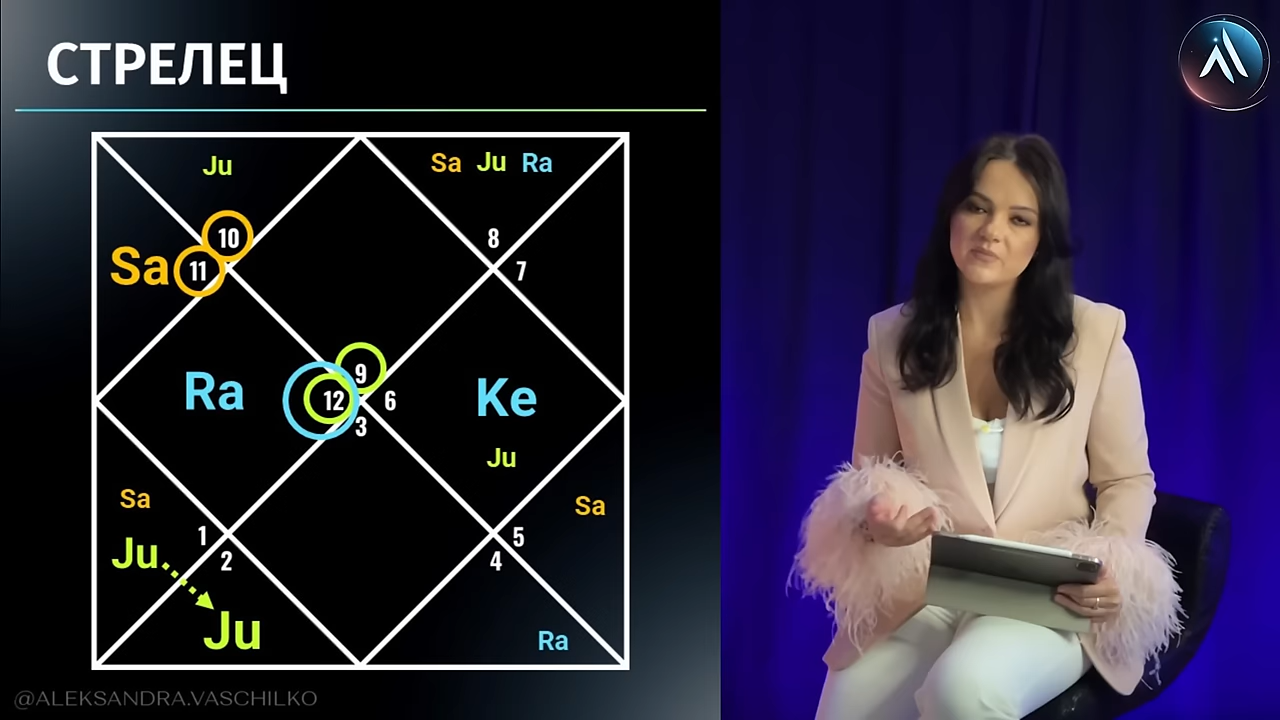 СТРЕЛЕЦ
Ju
Sa Ju Ra
10
8
Sa 11
7
9
Ra
12
6
Ke
3
Ju
Sa
Sa
1
5
Ju
2
4
Ju
Ra
@ALEKSANDRA.VASCHILKO